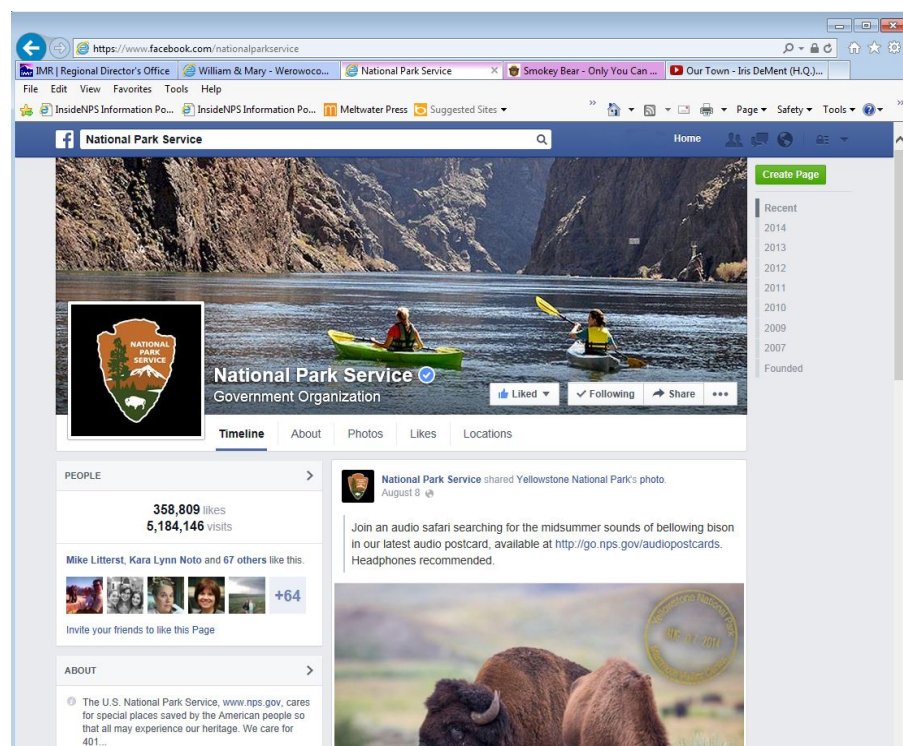 https://www.facebook.com/nationalparkservice
IMR | Regional Director's Office
William & Mary - Werowoco...
National Park Service
Smokey Bear - Only You Can ...
Our Town - Iris DeMent (H.Q.)...
File Edit View Favorites Tools Help
InsideNPS Information Po...
InsideNPS Information Po...
Meltwater Press
Suggested Sites
Page Safety Tools
National Park Service
Home
Create Page
Recent
2014
2013
2012
2011
2010
2009
2007
Founded
NATIONAL
PARK
SERVICE
National Park Service
Government Organization
Liked
Following
Share
Timeline About Photos Likes Locations
PEOPLE
358,809 likes
5,184,146 visits
Mike Litterst, Kara Lynn Noto and 67 others like this.
+64
Invite your friends to like this Page
ABOUT
The U.S. National Park Service, www.nps.gov, cares
for special places saved by the American people so
that all may experience our heritage. We care for
401...
National Park Service shared Yellowstone National Park's photo.
August 8
Join an audio safari searching for the midsummer sounds of bellowing bison
in our latest audio postcard, available at http://go.nps.gov/audiopostcards.
Headphones recommended.
Yellowstone National Park